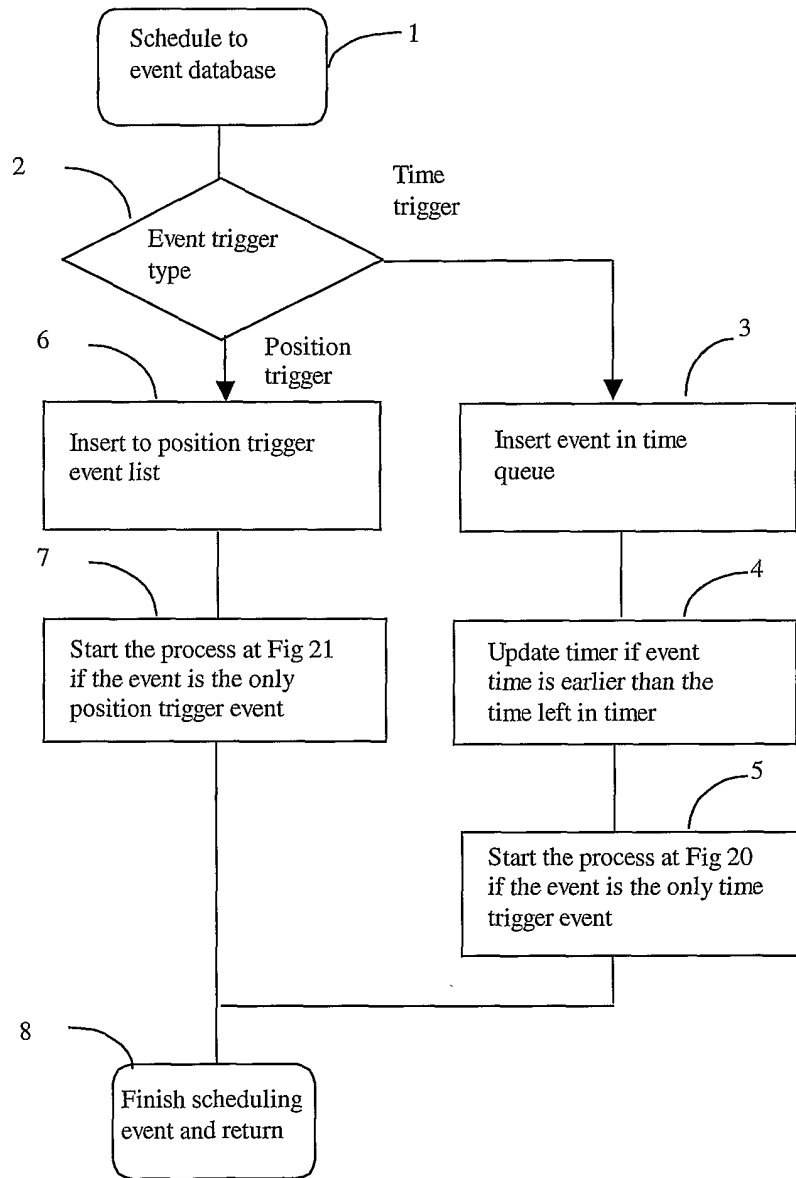 Schedule to
event database
1
2
Time
trigger
Event trigger
type
6
Position
trigger
3
Insert to position trigger
event list
Insert event in time
queue
7
4
Start the process at Fig 21
if the event is the only
position trigger event
Update timer if event
time is earlier than the
time left in timer
5
Start the process at Fig 20
if the event is the only time
trigger event
8
Finish scheduling
event and return